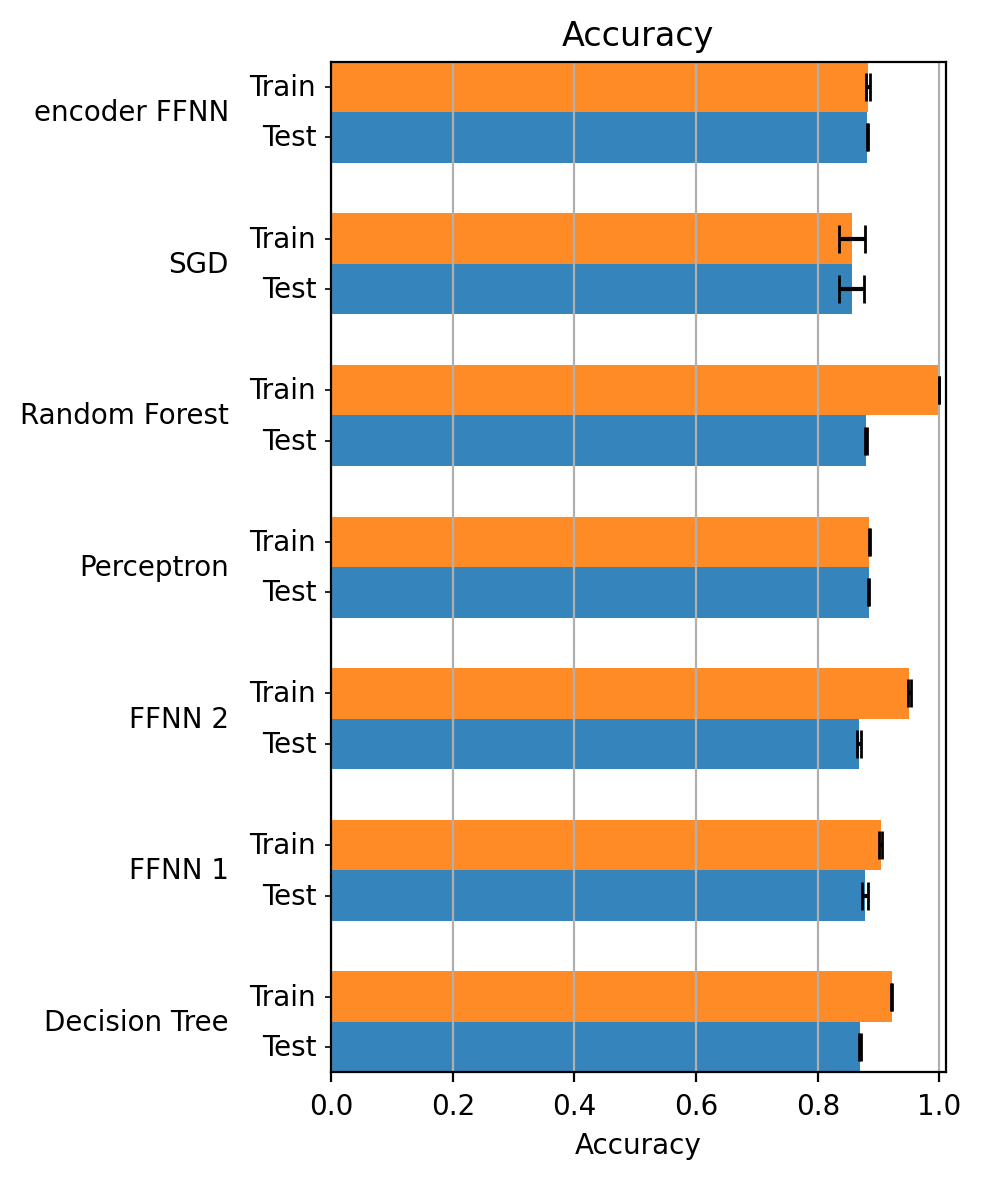 Accuracy
encoder FFNN
Train
Test
SGD
Train
Test
Random Forest
Train
Test
Perceptron
Train
Test
FFNN 2
Train
Test
FFNN 1
Train
Test
Decision Tree
Train
Test
0.0 0.2 0.4 0.6 0.8 1.0
Accuracy